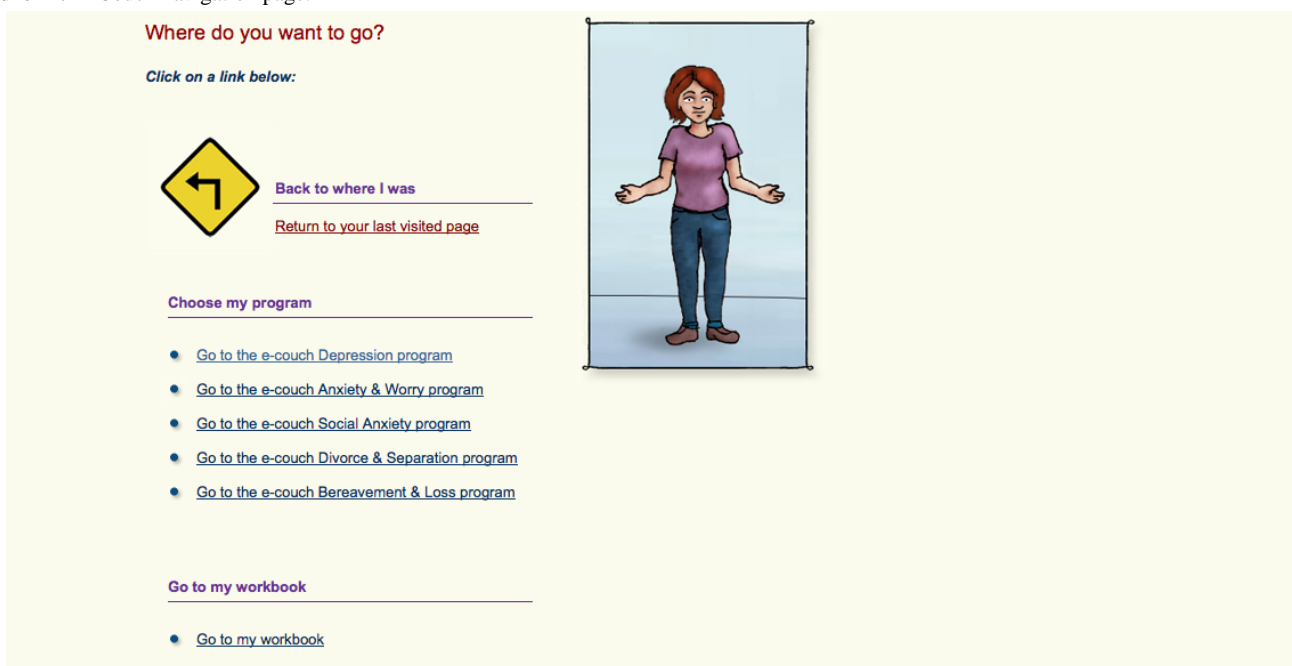 Where do you want to go?
Click on a link below:
Back to where I was
Return to your last visited page
Choose my program
Go to the e-couch Depression program
Go to the e-couch Anxiety & Worry program
Go to the e-couch Social Anxiety program
Go to the e-couch Divorce & Separation program
Go to the e-couch Bereavement & Loss program
Go to my workbook
Go to my workbook